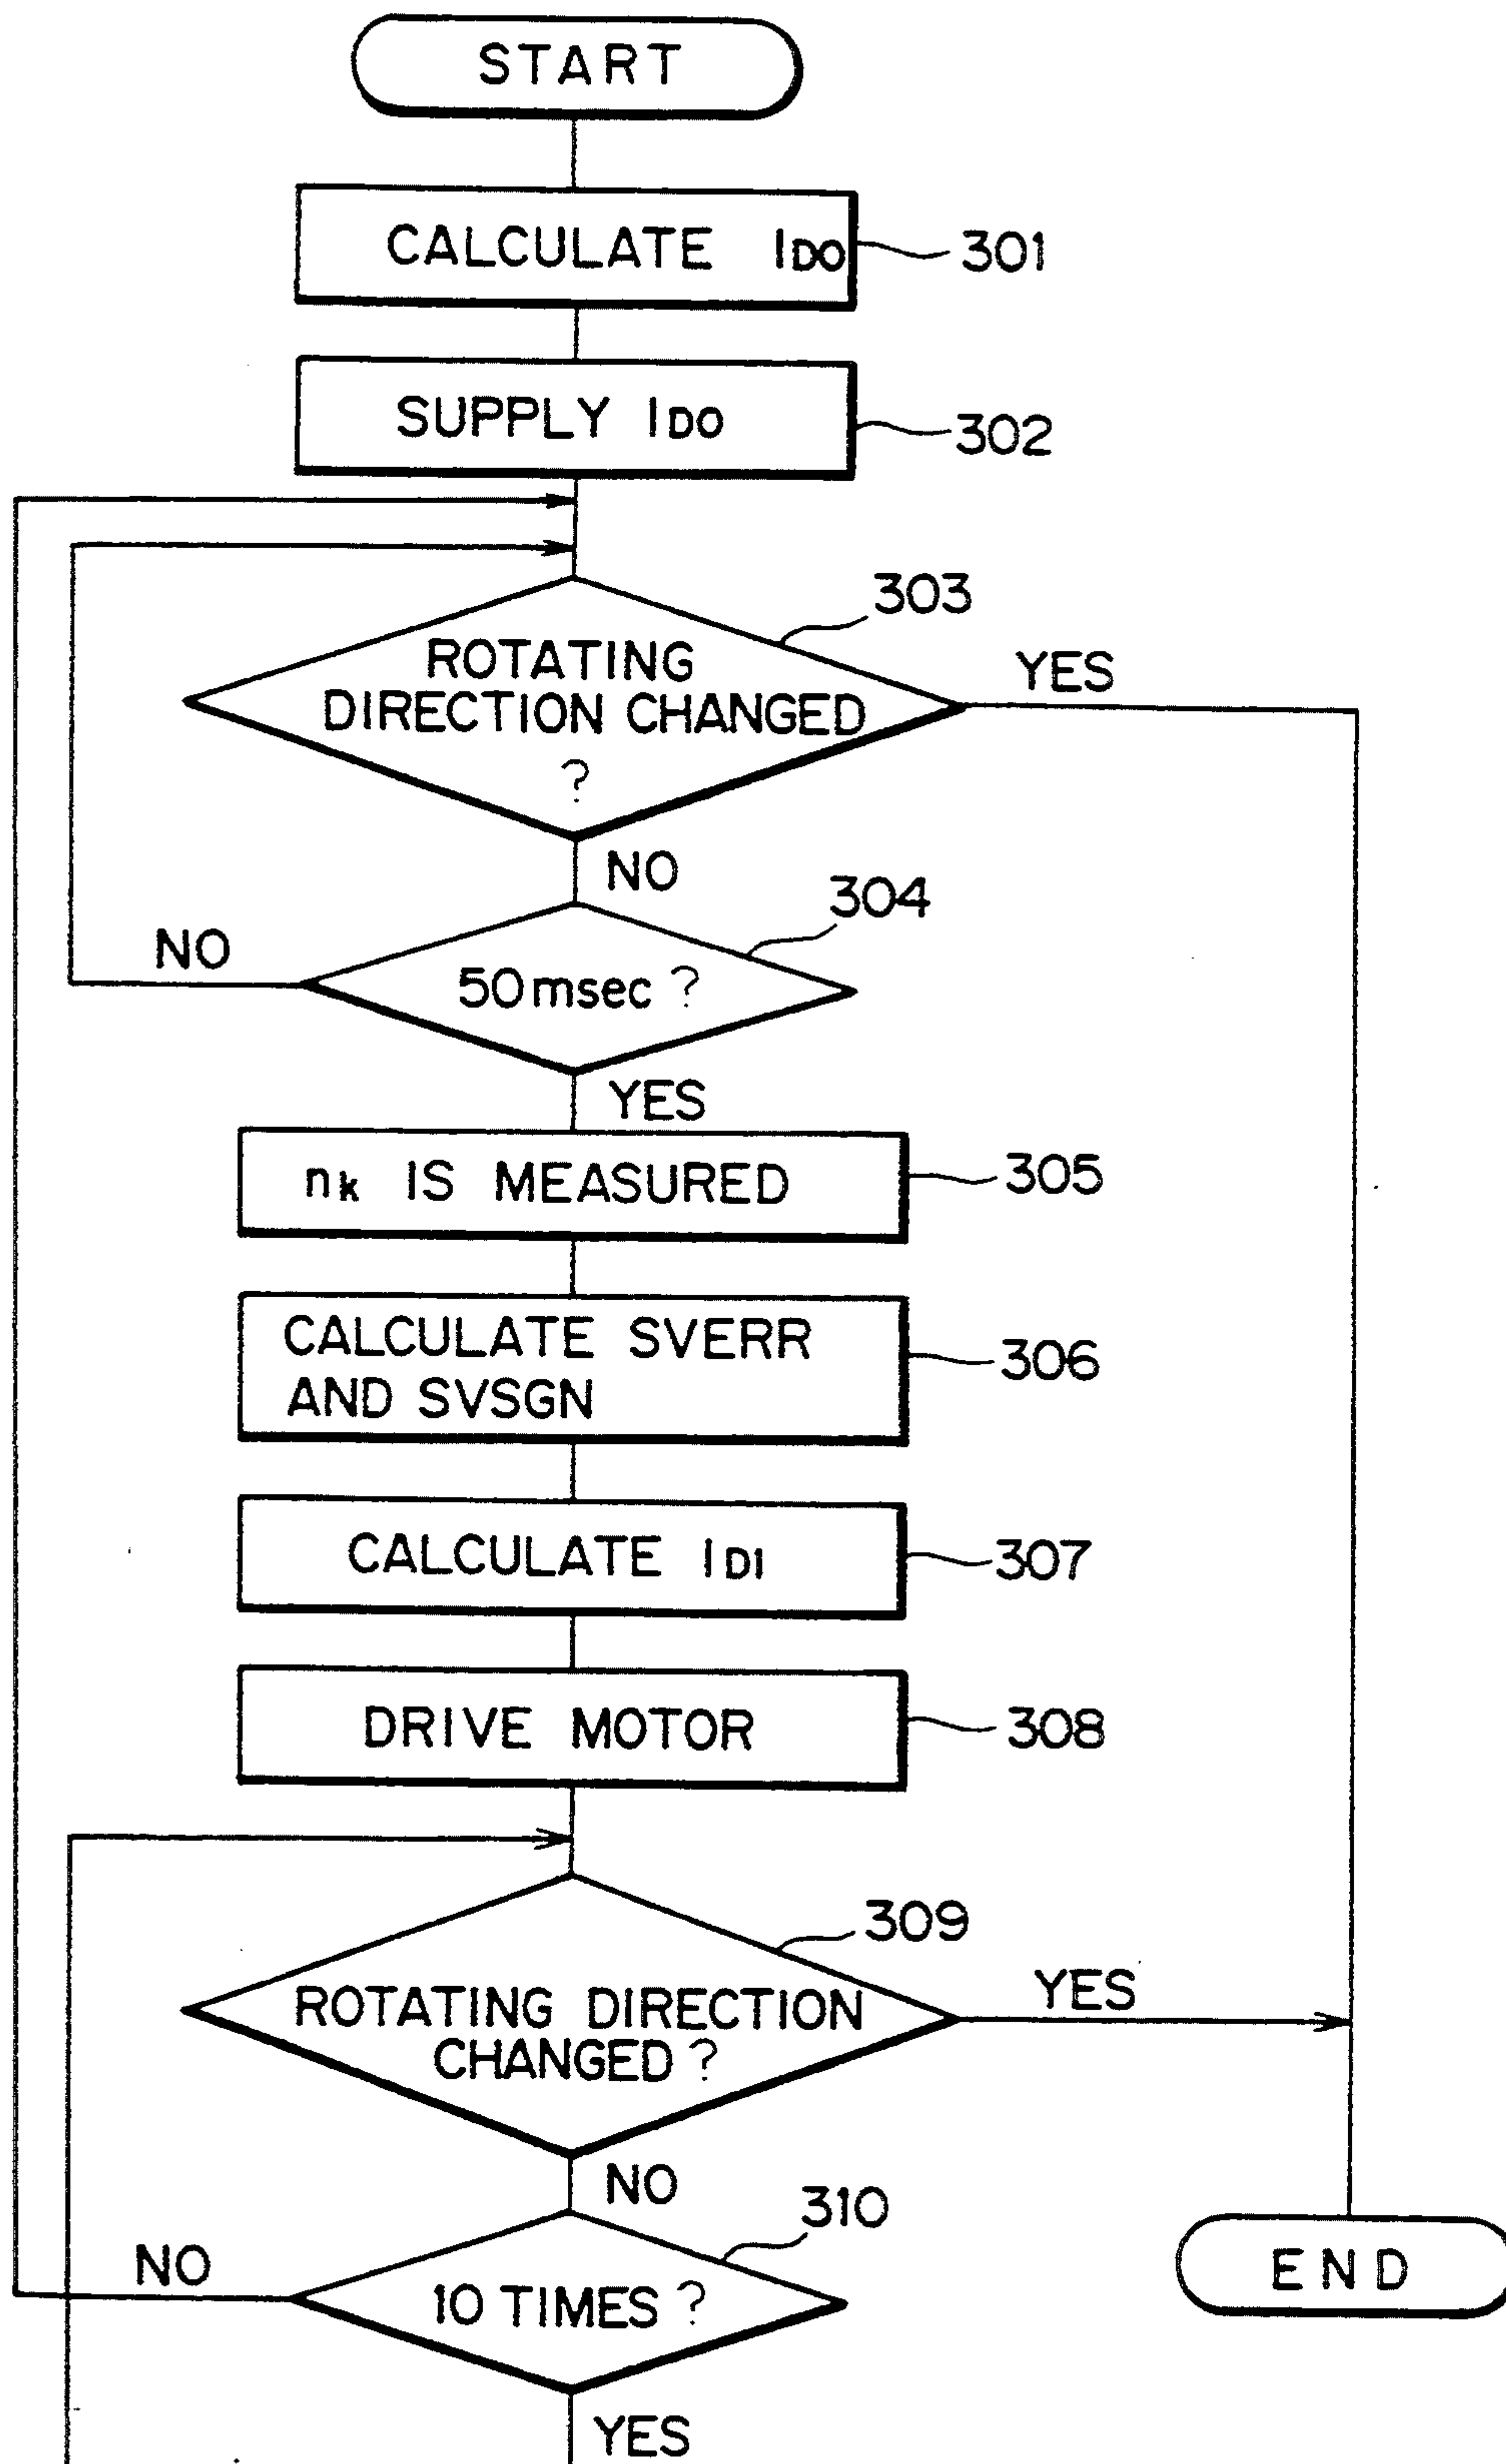 START
CALCULATE IDO
301
SUPPLY IDO
302
303
ROTATING
DIRECTION CHANGED
?
YES
NO
304
NO
50msec ?
YES
nk IS MEASURED
305
CALCULATE SVERR
AND SVSGN
306
CALCULATE ID1
307
DRIVE MOTOR
308
309
ROTATING DIRECTION
CHANGED ?
YES
NO
310
NO
10 TIMES ?
END
YES